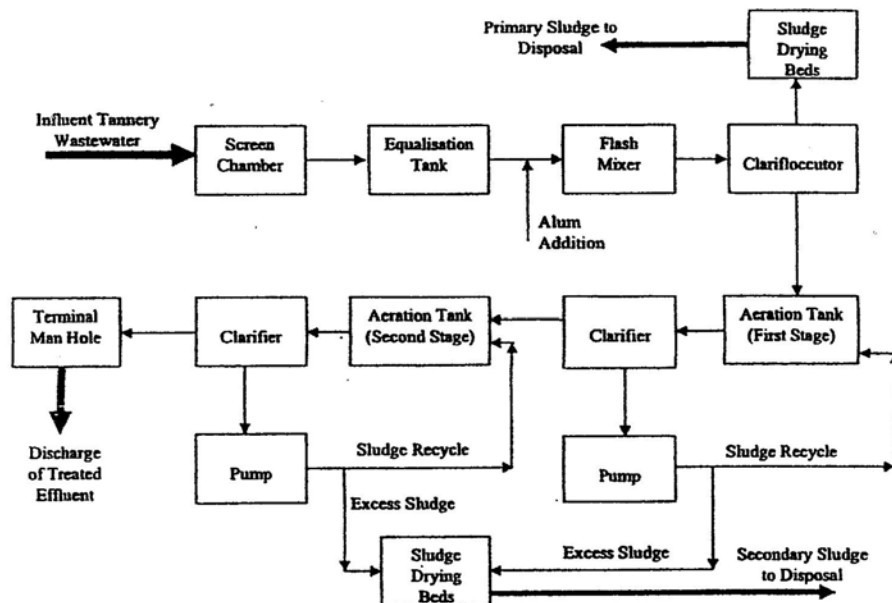 Primary Sludge to
Disposal
Sludge
Drying
Beds
Influent Tannery
Wastewater
Screen
Chamber
Equalisation
Tank
Flash
Mixer
Clarifloccutor
Alum
Addition
Terminal
Man Hole
Clarifier
Aeration Tank
(Second Stage)
Clarifier
Aeration Tank
(First Stage)
Discharge
of Treated
Effluent
Pump
Sludge Recycle
Pump
Sludge Recycle
Excess Sludge
Sludge
Drying
Beds
Excess Sludge
Secondary Sludge
to Disposal